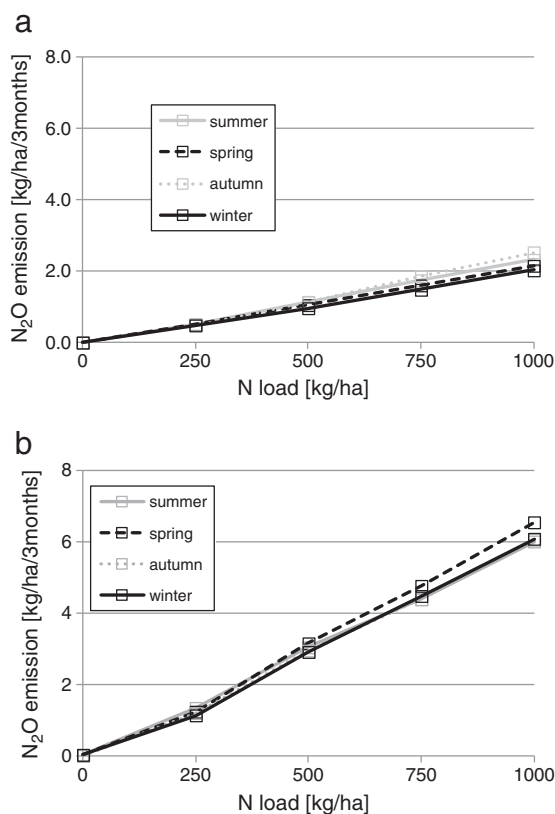 a
8.0
6.0
4.0
2.0
0.0
N₂O emission [kg/ha/3months]
summer
spring
autumn
winter
0 250 500 750 1000
N load [kg/ha]
b
8
6
4
2
0
N₂O emission [kg/ha/3months]
summer
spring
autumn
winter
0 250 500 750 1000
N load [kg/ha]